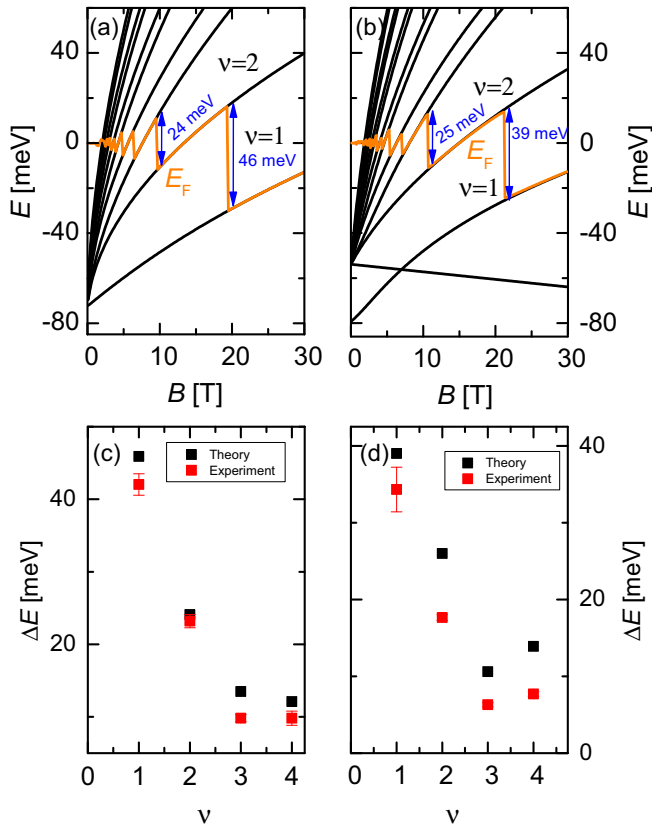 (a)
(b)
40
0
-40
-80
E [meV]
ν=2
ν=1
24 meV
46 meV
E_F
0 10 20 30
B [T]
40
0
-40
-80
E [meV]
ν=2
ν=1
25 meV
39 meV
E_F
0 10 20 30
B [T]
(c)
Theory
Experiment
40
20
ΔE [meV]
0 1 2 3 4
ν
(d)
Theory
Experiment
40
20
0
ΔE [meV]
0 1 2 3 4
ν